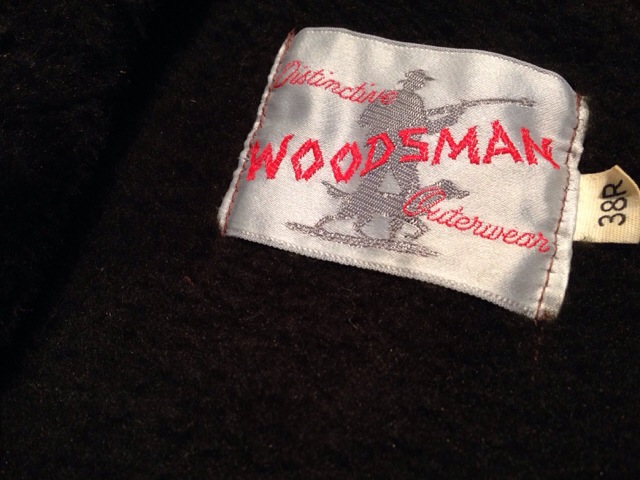 Distinctive
WOODSMAN
Outerwear
38R